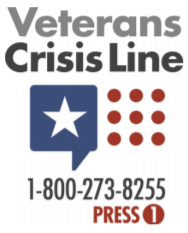 Veterans
Crisis Line
1-800-273-8255
PRESS 1